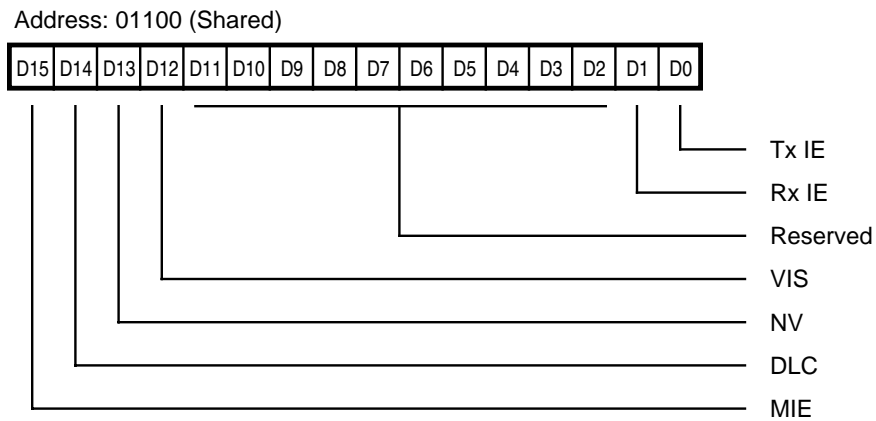 Address: 01100 (Shared)
D15 D14 D13 D12 D11 D10 D9 D8 D7 D6 D5 D4 D3 D2 D1 D0
Tx IE
Rx IE
Reserved
VIS
NV
DLC
MIE